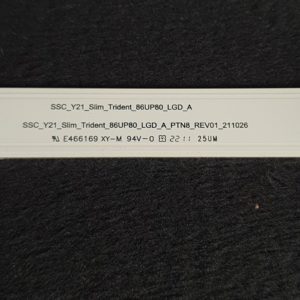 SSC_Y21_Slim_Trident_86UP80_LGD_A
SSC_Y21_Slim_Trident_86UP80_LGD_A_PTN8_REV01_211026
E466169 XY-M 94V-0 2211 25UM